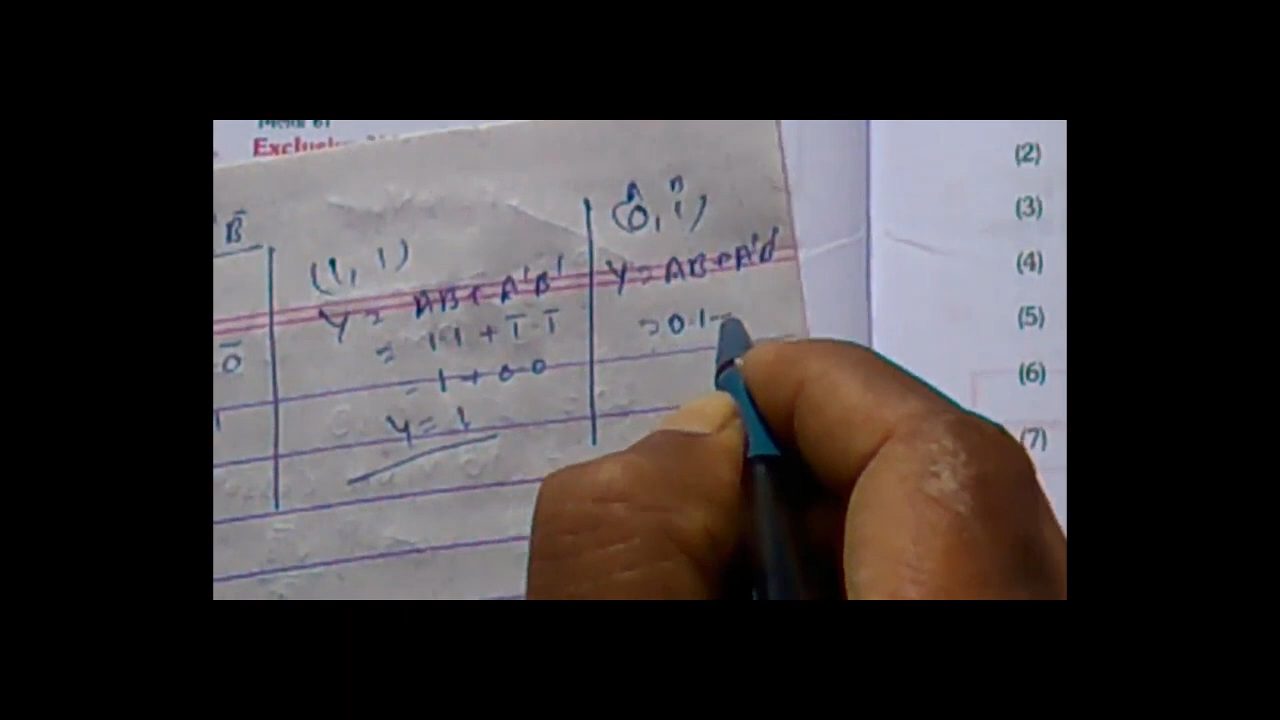 B̄
0̄
(1, 1)
Y = AB + A'B'
= 1·1 + 1̄·1̄
= 1 + 0·0
Y = 1
A B
(0, 1)
Y = AB + A'B'
= 0·1
(2)
(3)
(4)
(5)
(6)
(7)